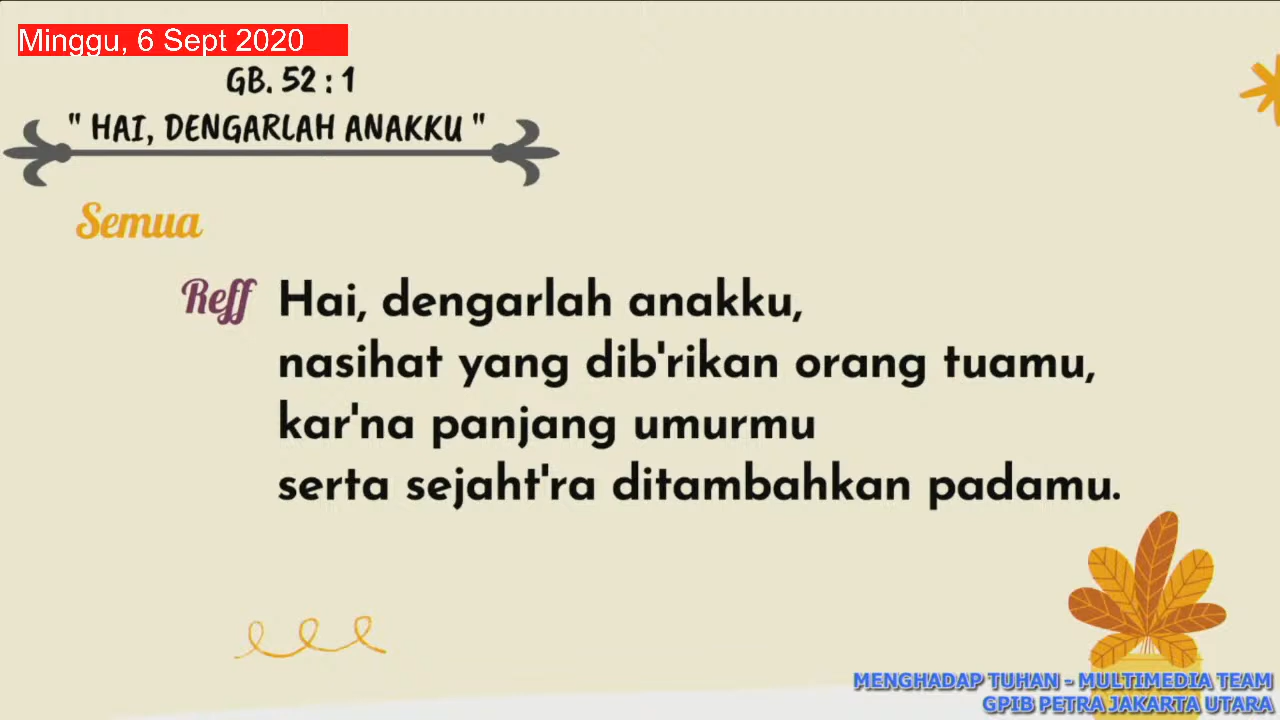 Minggu, 6 Sept 2020
GB. 52 : 1
" HAI, DENGARLAH ANAKKU "
Semua
Reff Hai, dengarlah anakku,
nasihat yang dib'rikan orang tuamu,
kar'na panjang umurmu
serta sejaht'ra ditambahkan padamu.
MENGHADAP TUHAN - MULTIMEDIA TEAM
GPIB PETRA JAKARTA UTARA